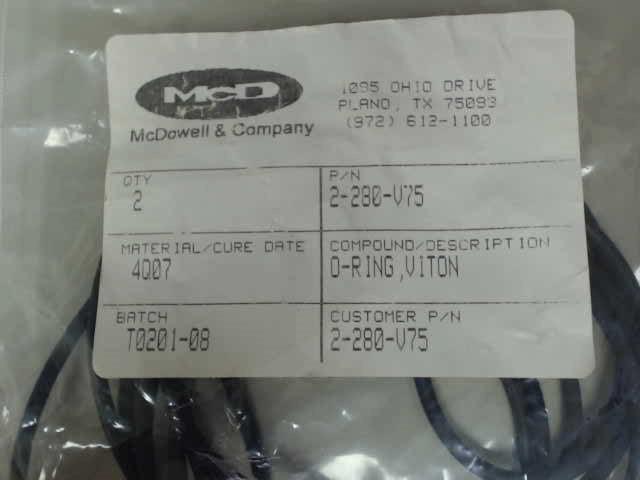 McD
McDowell & Company
1095 OHIO DRIVE
PLANO, TX 75093
(972) 612-1100
QTY
2
P/N
2-280-V75
MATERIAL/CURE DATE
4Q07
COMPOUND/DESCRIPTION
O-RING,VITON
BATCH
T0201-08
CUSTOMER P/N
2-280-V75